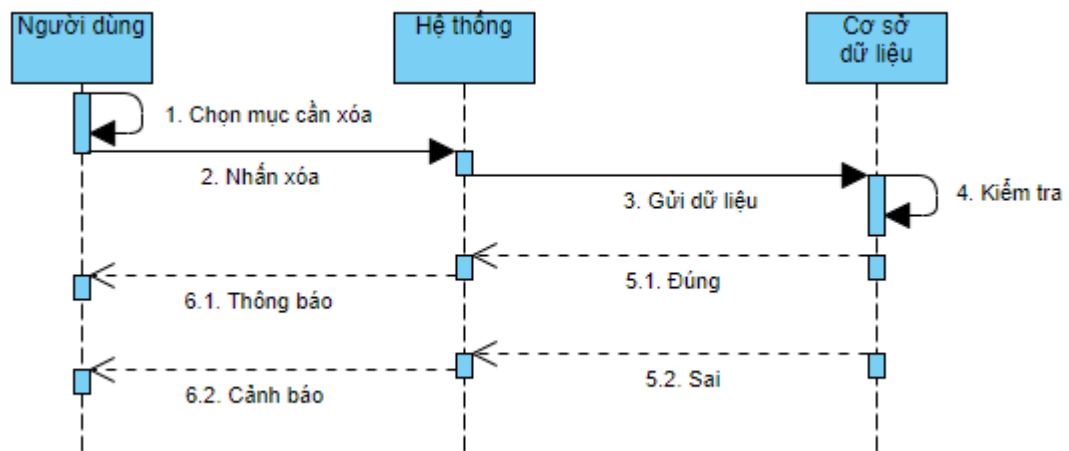 Người dùng
Hệ thống
Cơ sở
dữ liệu
1. Chọn mục cần xóa
2. Nhấn xóa
3. Gửi dữ liệu
4. Kiểm tra
5.1. Đúng
6.1. Thông báo
5.2. Sai
6.2. Cảnh báo